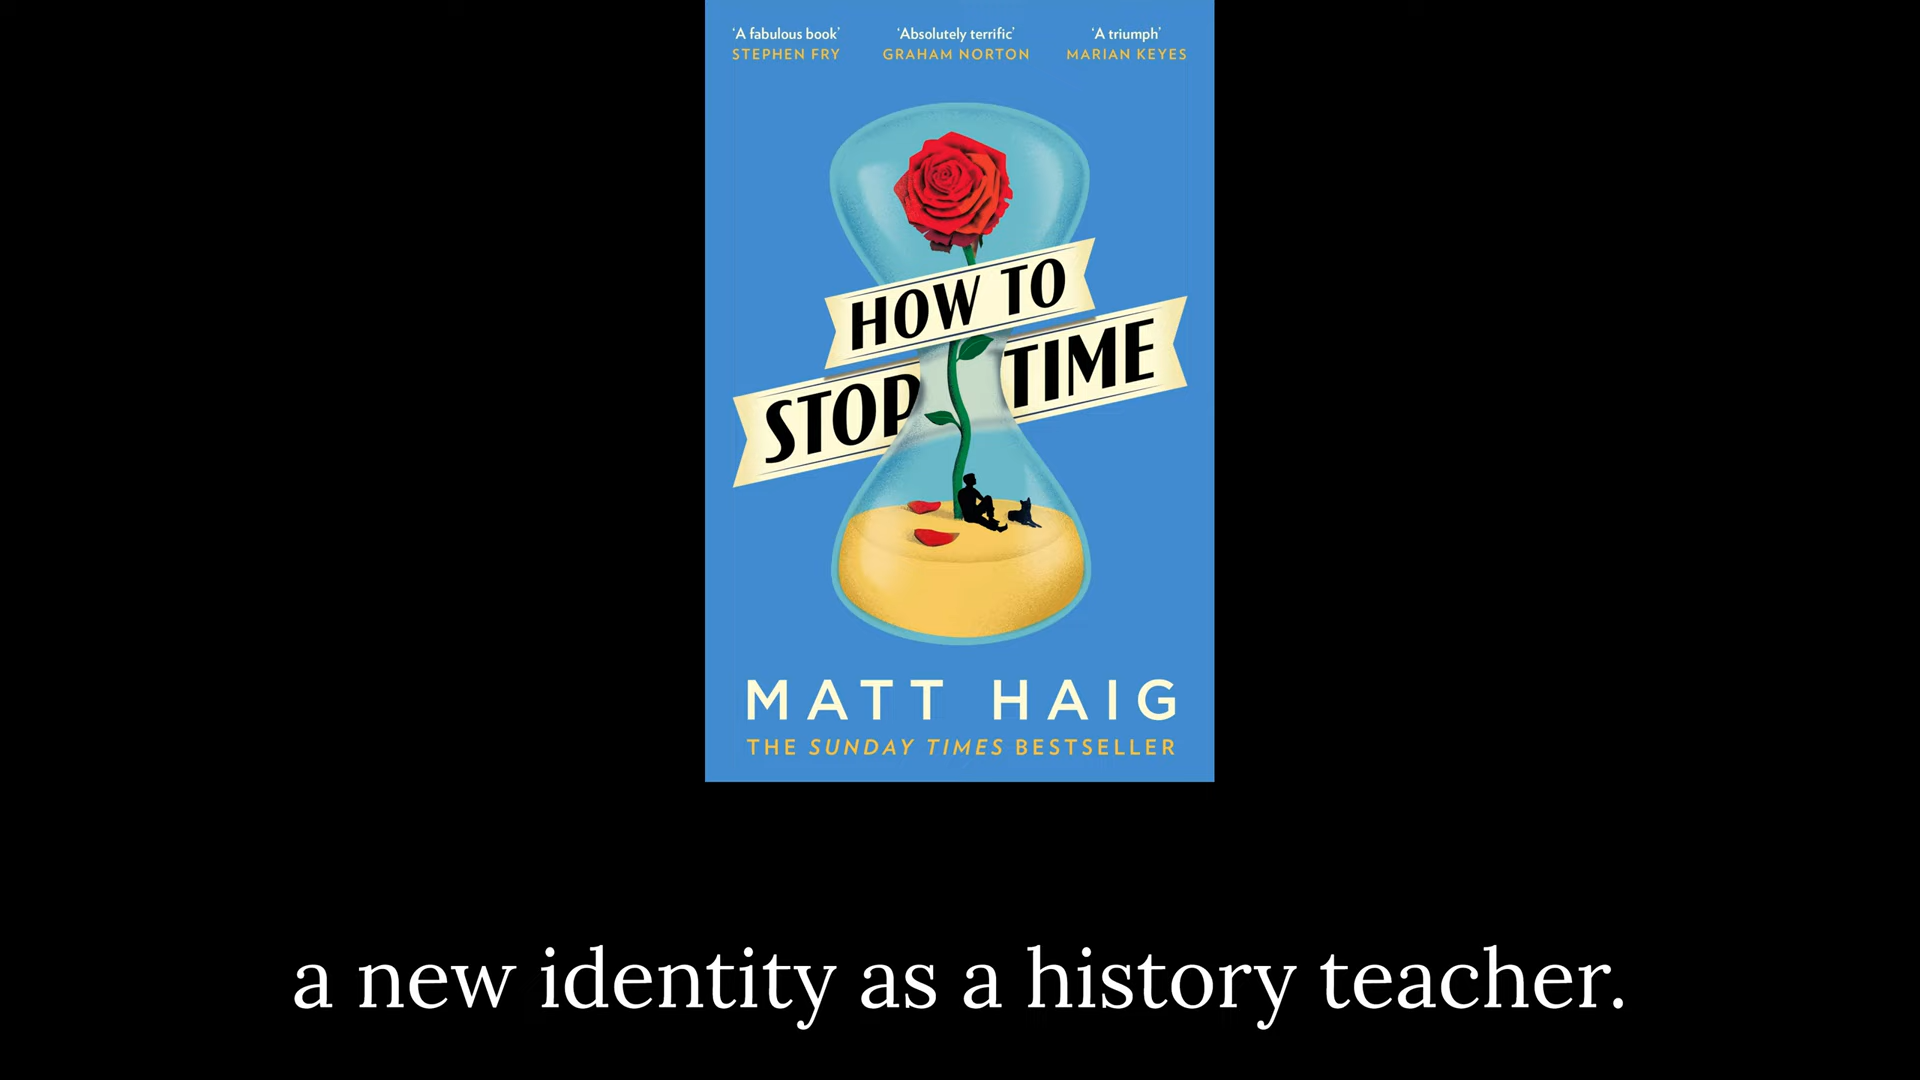 ‘A fabulous book’
STEPHEN FRY
‘Absolutely terrific’
GRAHAM NORTON
‘A triumph’
MARIAN KEYES
HOW TO
STOP TIME
MATT HAIG
THE SUNDAY TIMES BESTSELLER
a new identity as a history teacher.